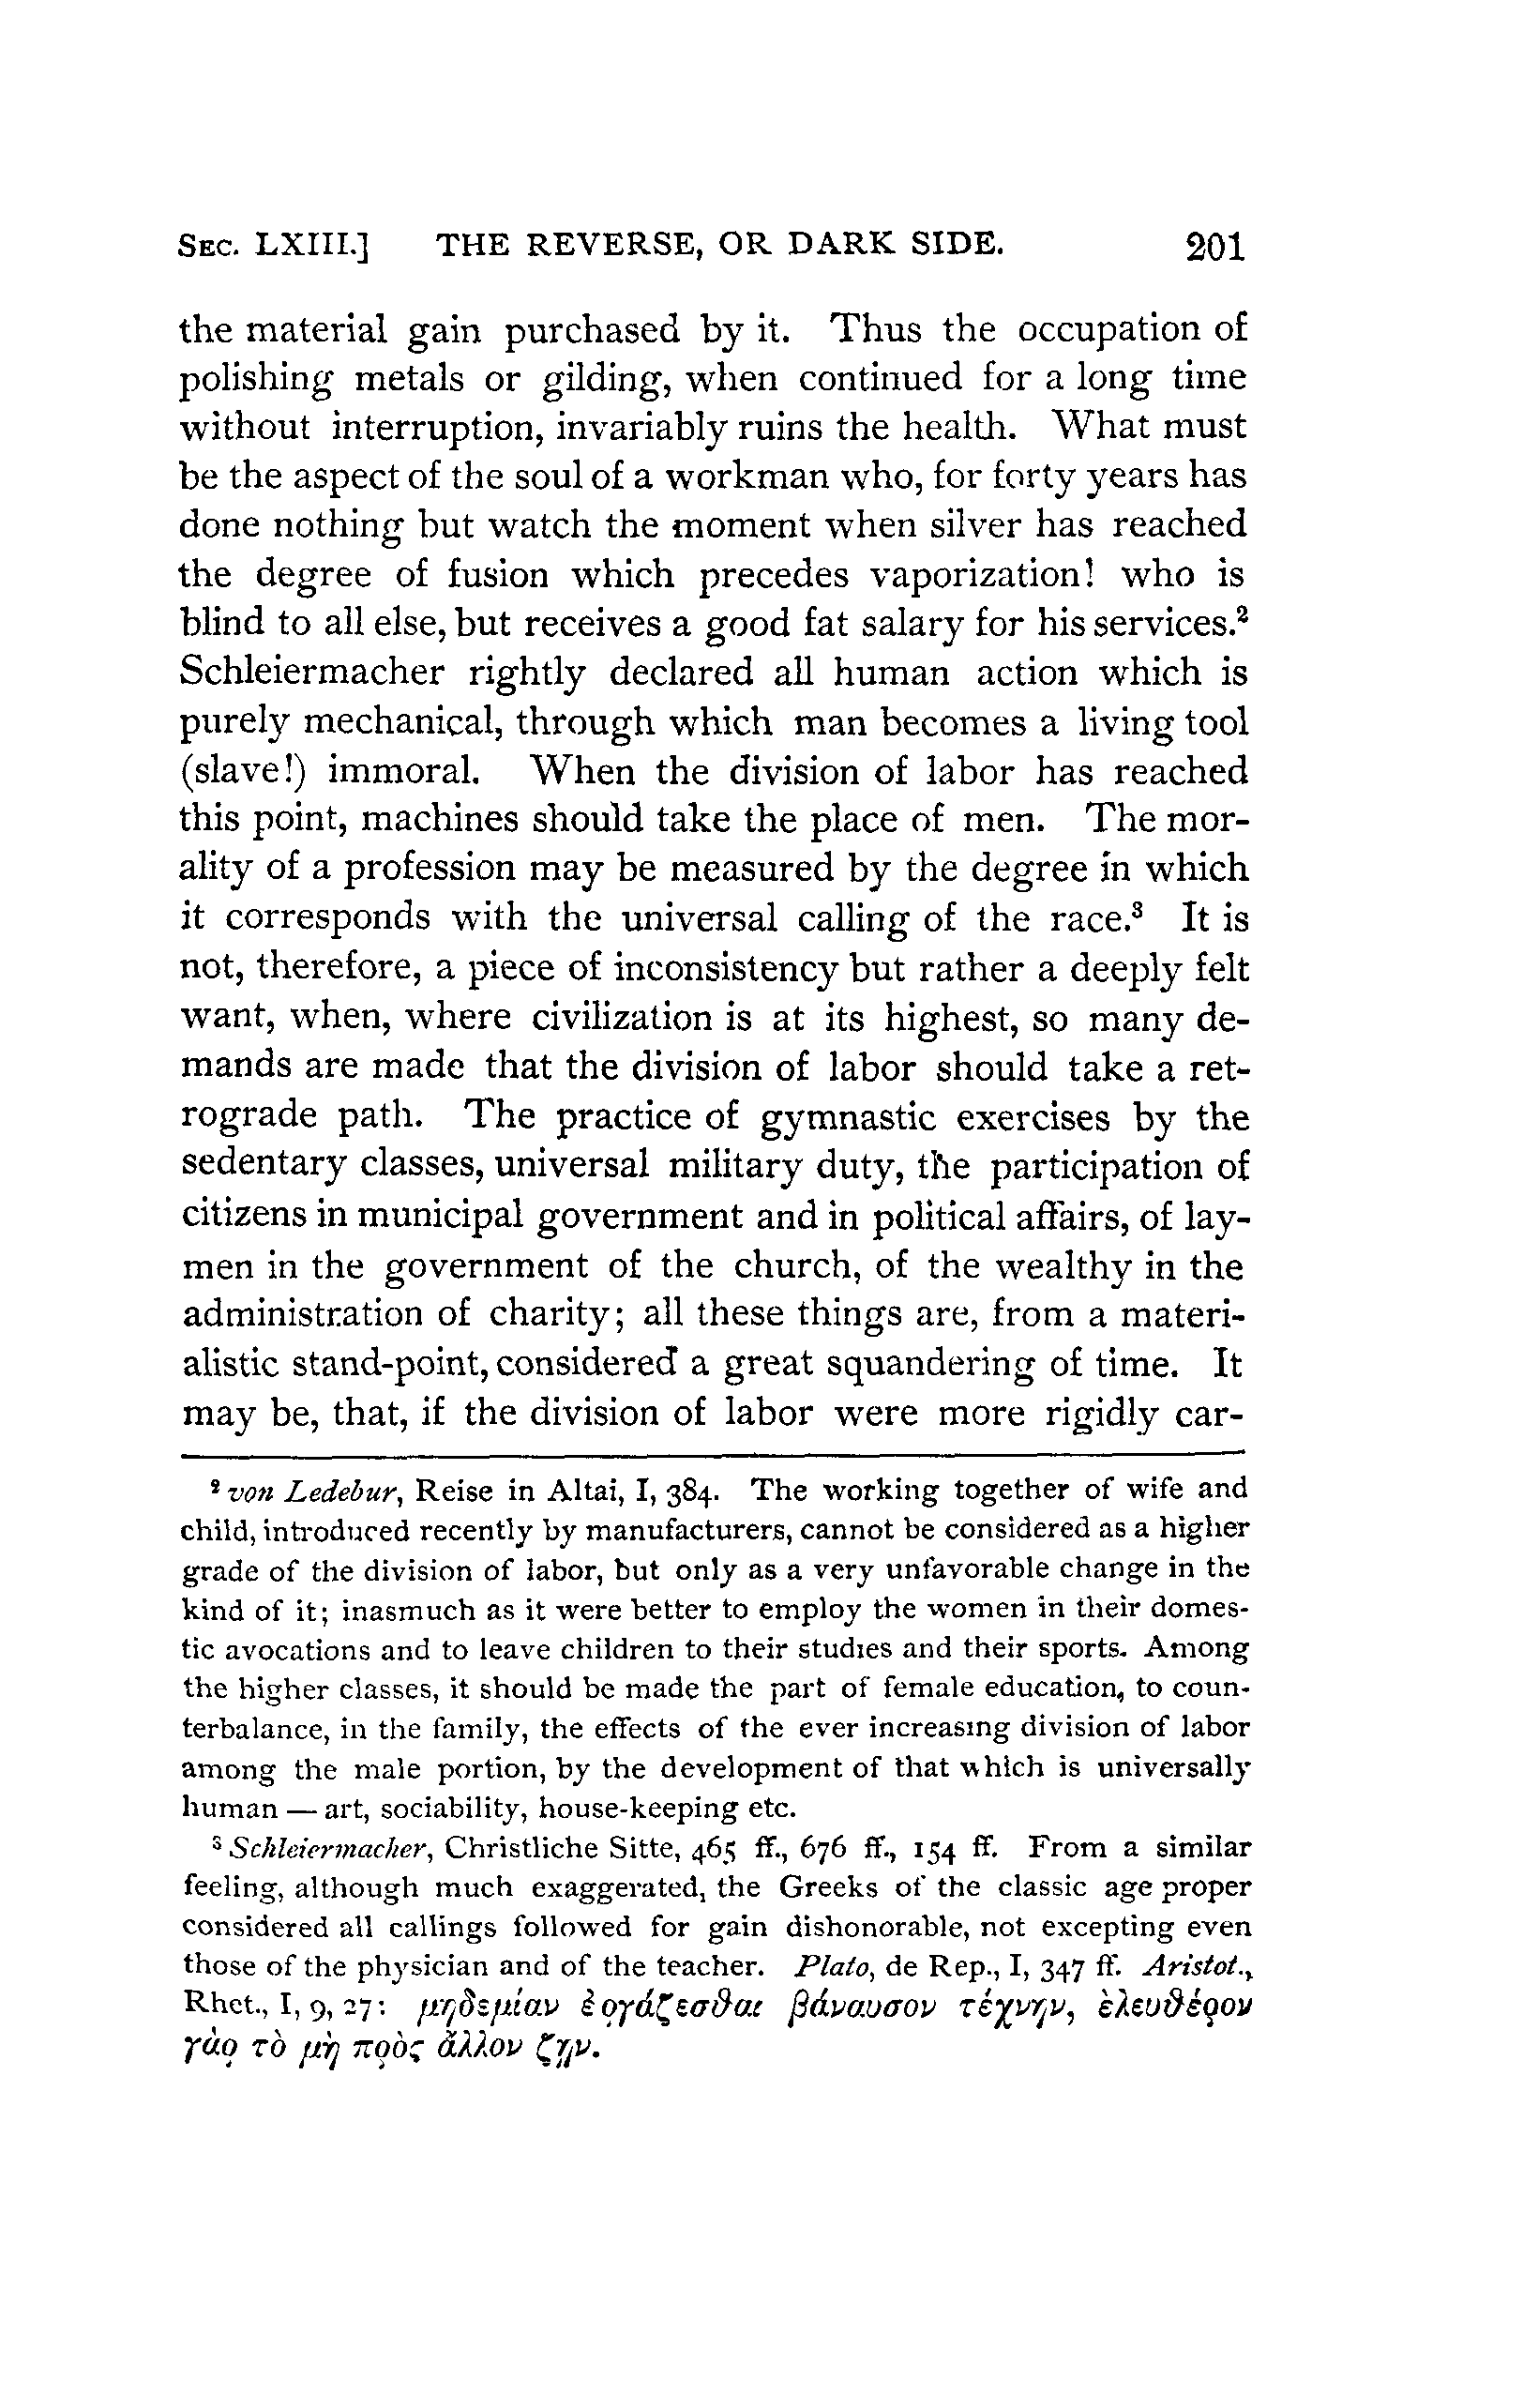 SEC. LXIII.] THE REVERSE, OR DARK SIDE. 201
the material gain purchased by it. Thus the occupation of
polishing metals or gilding, when continued for a long time
without interruption, invariably ruins the health. What must
be the aspect of the soul of a workman who, for forty years has
done nothing but watch the moment when silver has reached
the degree of fusion which precedes vaporization! who is
blind to all else, but receives a good fat salary for his services.²
Schleiermacher rightly declared all human action which is
purely mechanical, through which man becomes a living tool
(slave!) immoral. When the division of labor has reached
this point, machines should take the place of men. The mor-
ality of a profession may be measured by the degree in which
it corresponds with the universal calling of the race.³ It is
not, therefore, a piece of inconsistency but rather a deeply felt
want, when, where civilization is at its highest, so many de-
mands are made that the division of labor should take a ret-
rograde path. The practice of gymnastic exercises by the
sedentary classes, universal military duty, the participation of
citizens in municipal government and in political affairs, of lay-
men in the government of the church, of the wealthy in the
administration of charity; all these things are, from a materi-
alistic stand-point, considered a great squandering of time. It
may be, that, if the division of labor were more rigidly car-
² von Ledebur, Reise in Altai, I, 384. The working together of wife and
child, introduced recently by manufacturers, cannot be considered as a higher
grade of the division of labor, but only as a very unfavorable change in the
kind of it; inasmuch as it were better to employ the women in their domes-
tic avocations and to leave children to their studies and their sports. Among
the higher classes, it should be made the part of female education, to coun-
terbalance, in the family, the effects of the ever increasing division of labor
among the male portion, by the development of that which is universally
human — art, sociability, house-keeping etc.
³ Schleiermacher, Christliche Sitte, 465 ff., 676 ff., 154 ff. From a similar
feeling, although much exaggerated, the Greeks of the classic age proper
considered all callings followed for gain dishonorable, not excepting even
those of the physician and of the teacher. Plato, de Rep., I, 347 ff. Aristot.,
Rhet., I, 9, 27: μηδεμίαν ἐργάζεσθαι βάναυσον τέχνην, ἐλευθέρου
γὰρ τὸ μὴ πρὸς ἄλλον ζῆν.